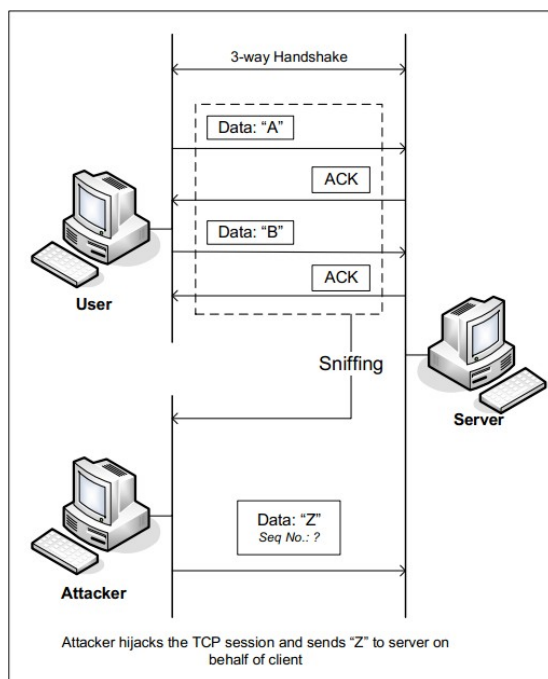 3-way Handshake
Data: “A”
ACK
Data: “B”
ACK
User
Sniffing
Server
Data: “Z”
Seq No.: ?
Attacker
Attacker hijacks the TCP session and sends “Z” to server on
behalf of client